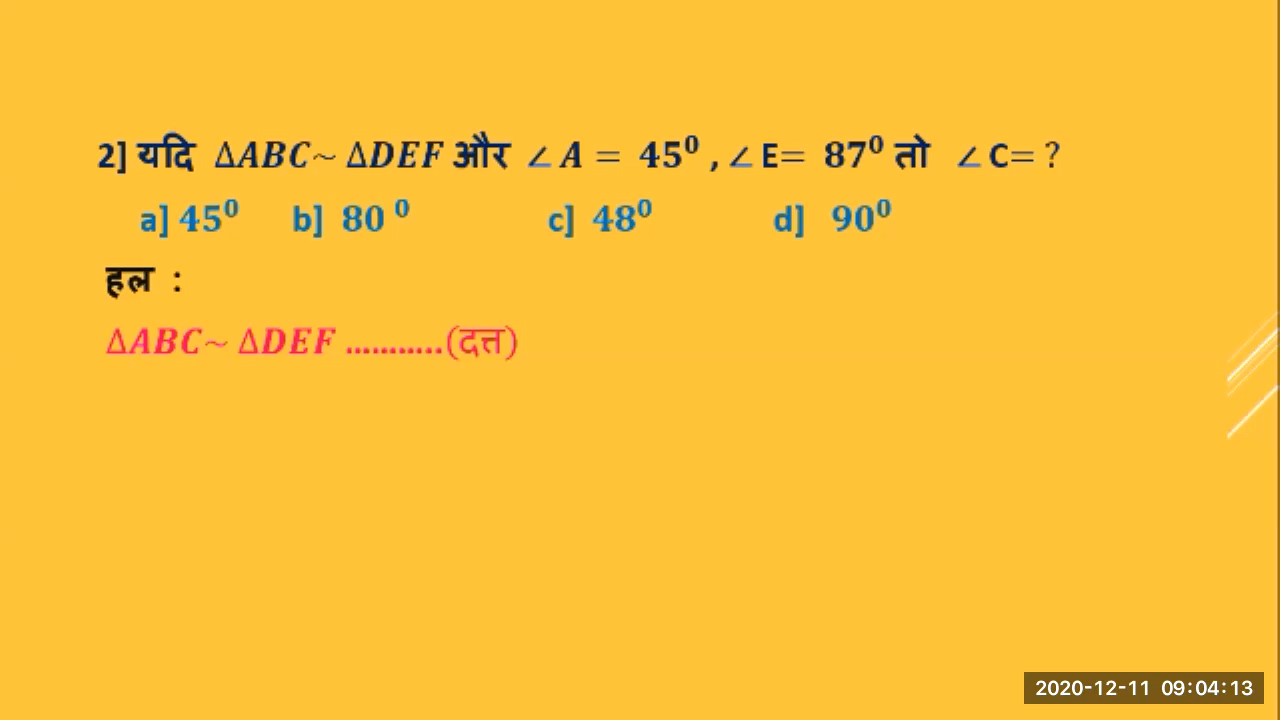 2] यदि ΔABC~ ΔDEF और ∠A = 45⁰ , ∠E= 87⁰ तो ∠C= ?
a] 45⁰ b] 80 ⁰ c] 48⁰ d] 90⁰
हल :
ΔABC~ ΔDEF ...........(दत्त)
2020-12-11 09:04:13